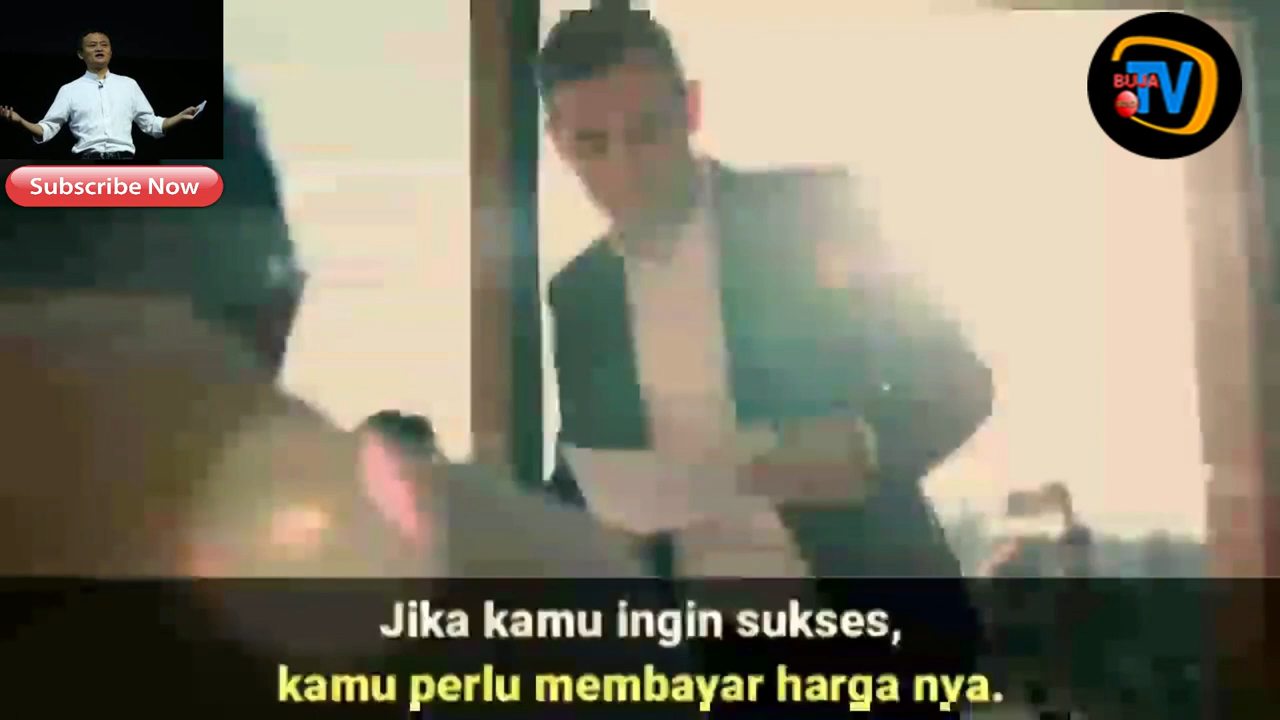 BUJA
TV
Subscribe Now
Jika kamu ingin sukses,
kamu perlu membayar harga nya.